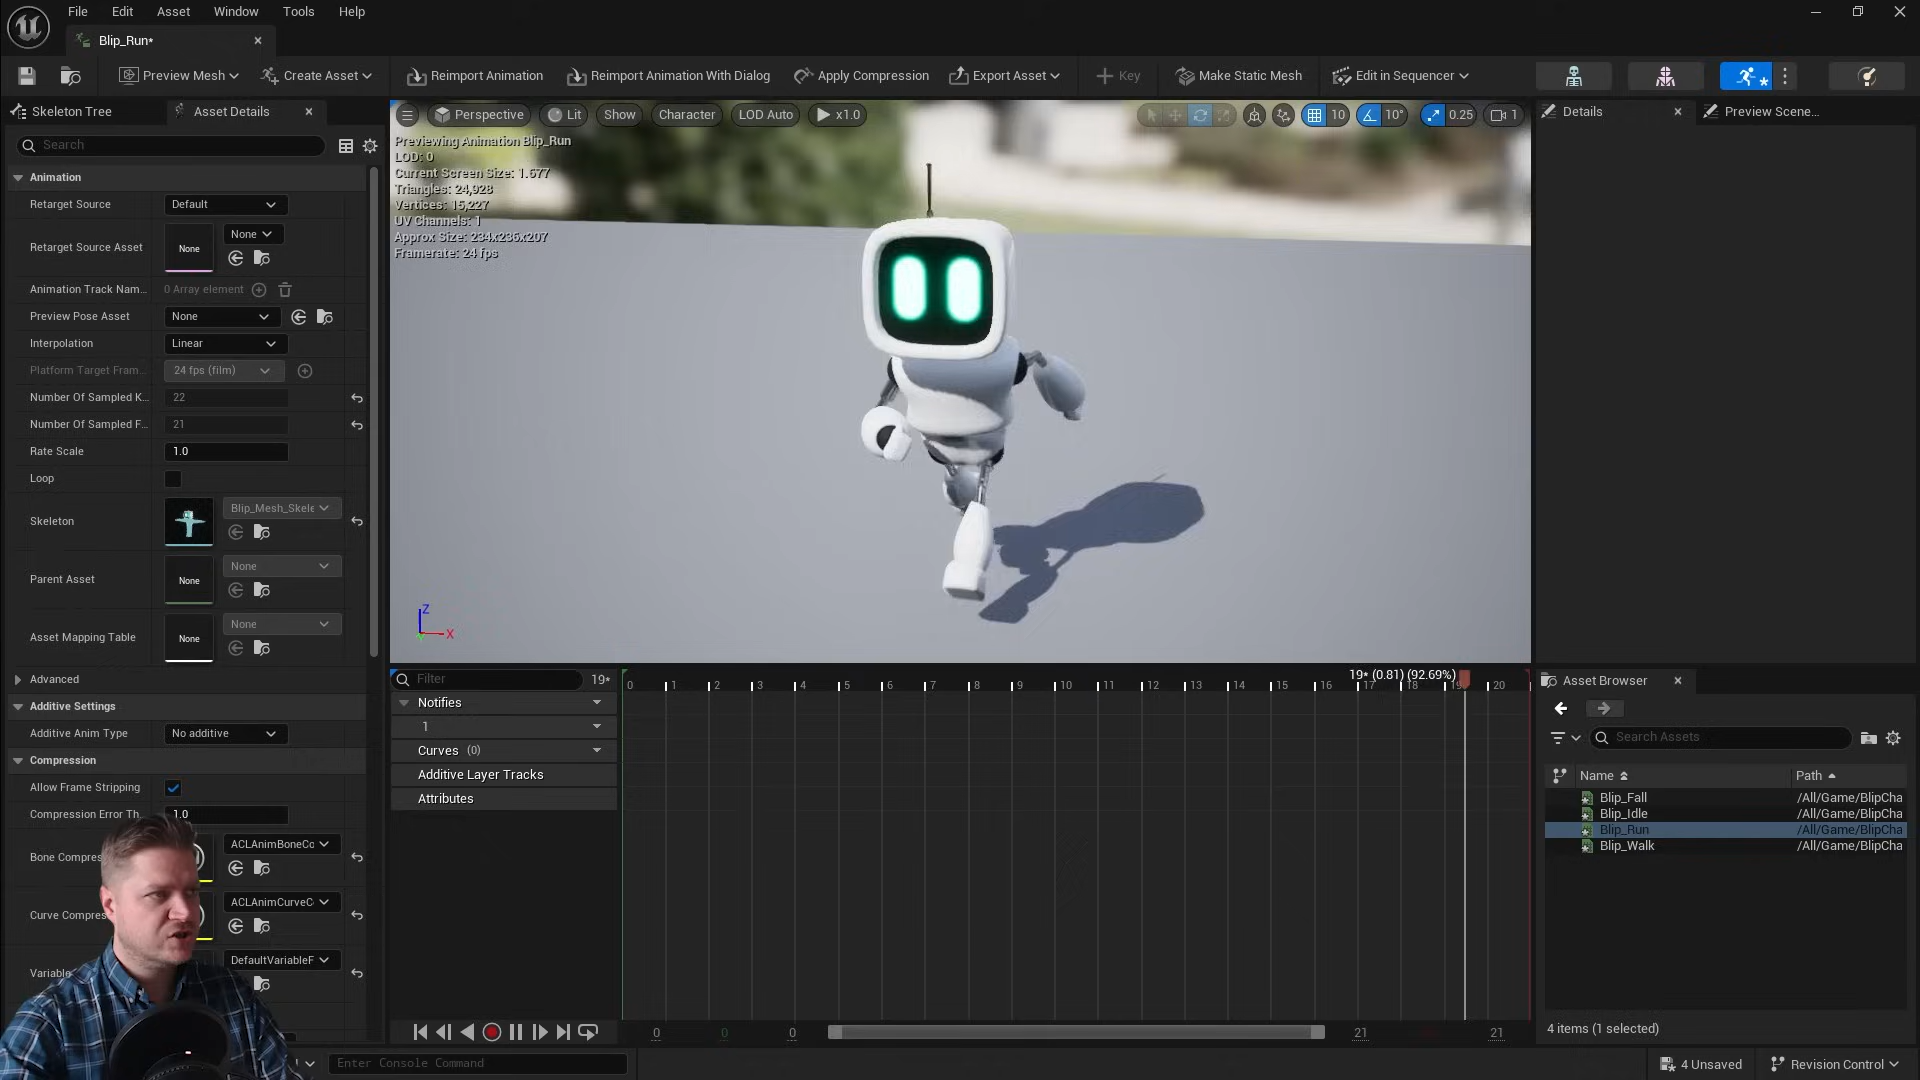 File Edit Asset Window Tools Help
Blip_Run*
Preview Mesh Create Asset Reimport Animation Reimport Animation With Dialog Apply Compression Export Asset Key Make Static Mesh Edit in Sequencer
Skeleton Tree Asset Details
Search
Animation
Retarget Source Default
Retarget Source Asset None None
Animation Track Nam... 0 Array element
Preview Pose Asset None
Interpolation Linear
Platform Target Fram... 24 fps (film)
Number Of Sampled K... 22
Number Of Sampled F... 21
Rate Scale 1.0
Loop
Skeleton Blip_Mesh_Skele
Parent Asset None None
Asset Mapping Table None None
Advanced
Additive Settings
Additive Anim Type No additive
Compression
Allow Frame Stripping
Compression Error Th... 1.0
Bone Compres ACLAnimBoneCo
Curve Compres ACLAnimCurveC
Variable DefaultVariableF
Perspective Lit Show Character LOD Auto x1.0 10 10° 0.25 1
Previewing Animation Blip_Run
LOD: 0
Current Screen Size: 1.677
Triangles: 24,928
Vertices: 15,227
UV Channels: 1
Approx Size: 234x236x207
Framerate: 24 fps
Z
X
Filter 19*
Notifies
1
Curves (0)
Additive Layer Tracks
Attributes
19* (0.81) (92.69%)
0 1 2 3 4 5 6 7 8 9 10 11 12 13 14 15 16 17 18 19 20
0 0 0 21 21
Enter Console Command
Details Preview Scene...
Asset Browser
Search Assets
Name Path
Blip_Fall /All/Game/BlipCha
Blip_Idle /All/Game/BlipCha
Blip_Run /All/Game/BlipCha
Blip_Walk /All/Game/BlipCha
4 items (1 selected)
4 Unsaved Revision Control